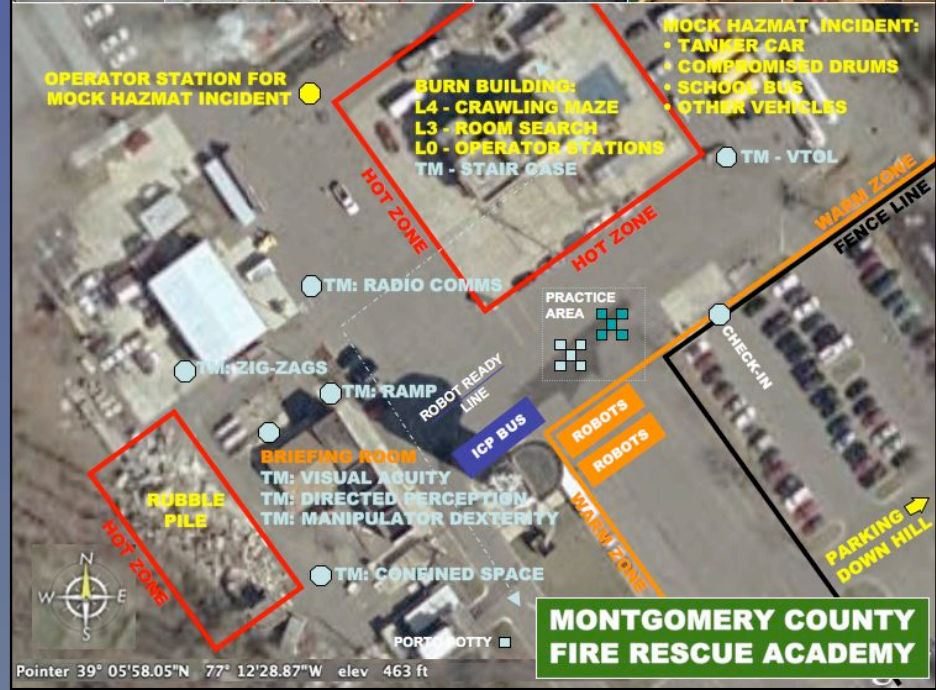 MOCK HAZMAT INCIDENT:
• TANKER CAR
• COMPROMISED DRUMS
• SCHOOL BUS
• OTHER VEHICLES
OPERATOR STATION FOR
MOCK HAZMAT INCIDENT
BURN BUILDING:
L4 - CRAWLING MAZE
L3 - ROOM SEARCH
L0 - OPERATOR STATIONS
TM - STAIR CASE
TM - VTOL
WARM ZONE
FENCE LINE
HOT ZONE
HOT ZONE
TM: RADIO COMMS
PRACTICE
AREA
CHECK-IN
TM: ZIG-ZAGS
TM: RAMP
ROBOT READY
LINE
ICP BUS
ROBOTS
ROBOTS
BRIEFING ROOM
TM: VISUAL ACUITY
TM: DIRECTED PERCEPTION
TM: MANIPULATOR DEXTERITY
RUBBLE
PILE
HOT ZONE
WARM ZONE
PARKING
DOWN HILL
TM: CONFINED SPACE
N
W
E
S
PORTO POTTY
MONTGOMERY COUNTY
FIRE RESCUE ACADEMY
Pointer 39° 05'58.05"N 77° 12'28.87"W elev 463 ft